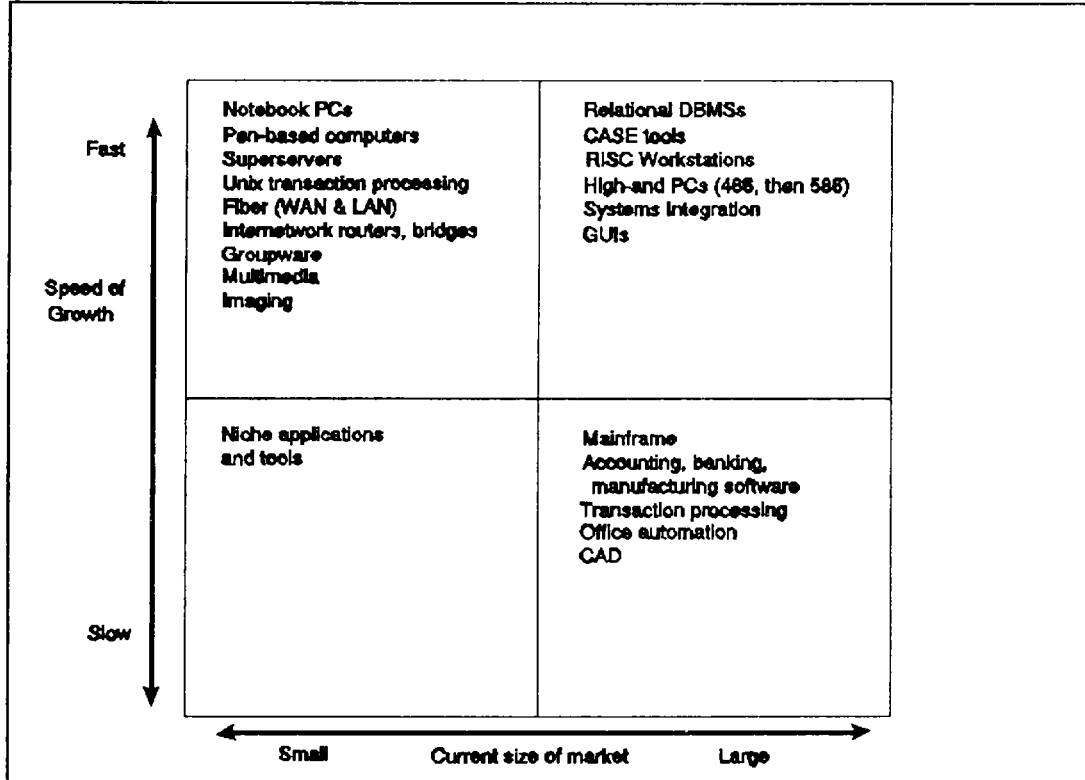 Fast
Speed of
Growth
Slow
Notebook PCs
Pen-based computers
Superservers
Unix transaction processing
Fiber (WAN & LAN)
Internetwork routers, bridges
Groupware
Multimedia
Imaging
Relational DBMSs
CASE tools
RISC Workstations
High-end PCs (486, then 586)
Systems Integration
GUIs
Niche applications
and tools
Mainframe
Accounting, banking,
manufacturing software
Transaction processing
Office automation
CAD
Small
Current size of market
Large